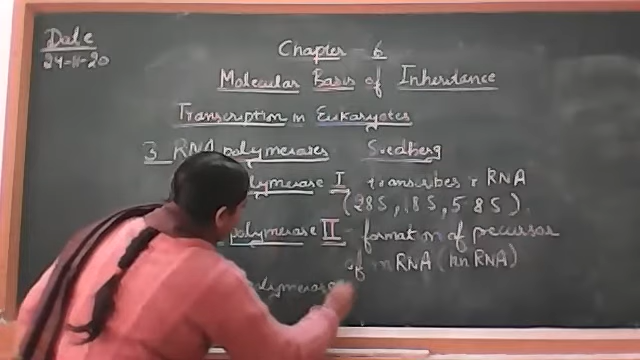 Date
24-11-20
Chapter - 6
Molecular Basis of Inheritance
Transcription in Eukaryotes
3 RNA polymerases Svedberg
polymerase I transcribes r RNA
(28S, 18S, 5.8S)
polymerase II - formation of precursor
of mRNA (hnRNA)
polymerase